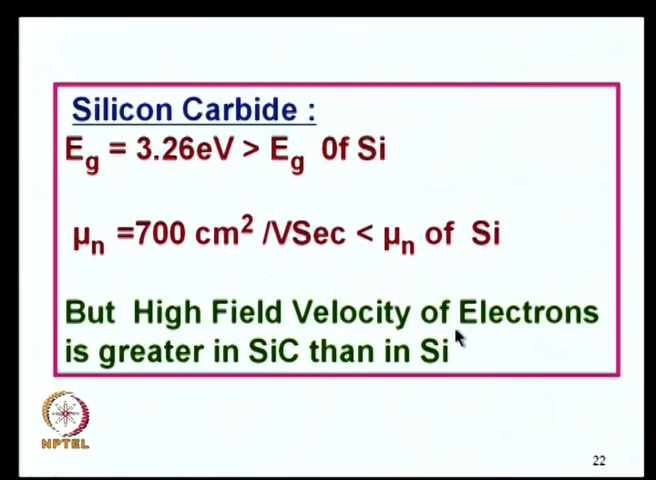 Silicon Carbide :
Eg = 3.26eV > Eg 0f Si
µn =700 cm² /VSec < µn of Si
But High Field Velocity of Electrons
is greater in SiC than in Si
NPTEL
22